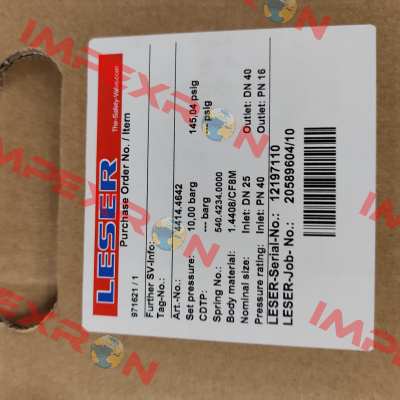 LESER
The-Safety-Valve.com
Purchase Order No. / Item
971621 / 1
Further SV-Info:
Tag-No.:
Art.-No.: 4414.4642
Set pressure: 10,00 barg 145,04 psig
CDTP: --- barg --- psig
Spring No.: 540.4234.0000
Body material: 1.4408/CF8M
Nominal size: Inlet: DN 25 Outlet: DN 40
Pressure rating: Inlet: PN 40 Outlet: PN 16
LESER-Serial-No.: 12197110
LESER-Job- No.: 20589604/10
IMPEXRON